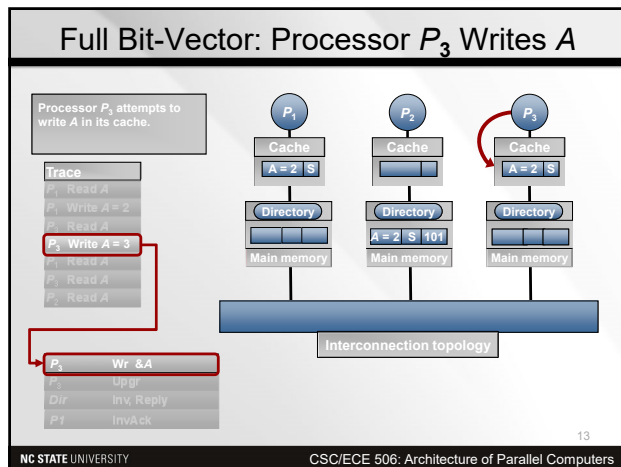 Full Bit-Vector: Processor P3 Writes A
Processor P3 attempts to
write A in its cache.
Trace
P1 Read A
P1 Write A = 2
P3 Read A
P3 Write A = 3
P1 Read A
P3 Read A
P2 Read A
P3 Wr &A
P3 Upgr
Dir Inv, Reply
P1 InvAck
P1
P2
P3
Cache
Cache
Cache
A = 2 S
A = 2 S
Directory
Directory
Directory
A = 2 S 101
Main memory
Main memory
Main memory
Interconnection topology
13
NC STATE UNIVERSITY
CSC/ECE 506: Architecture of Parallel Computers